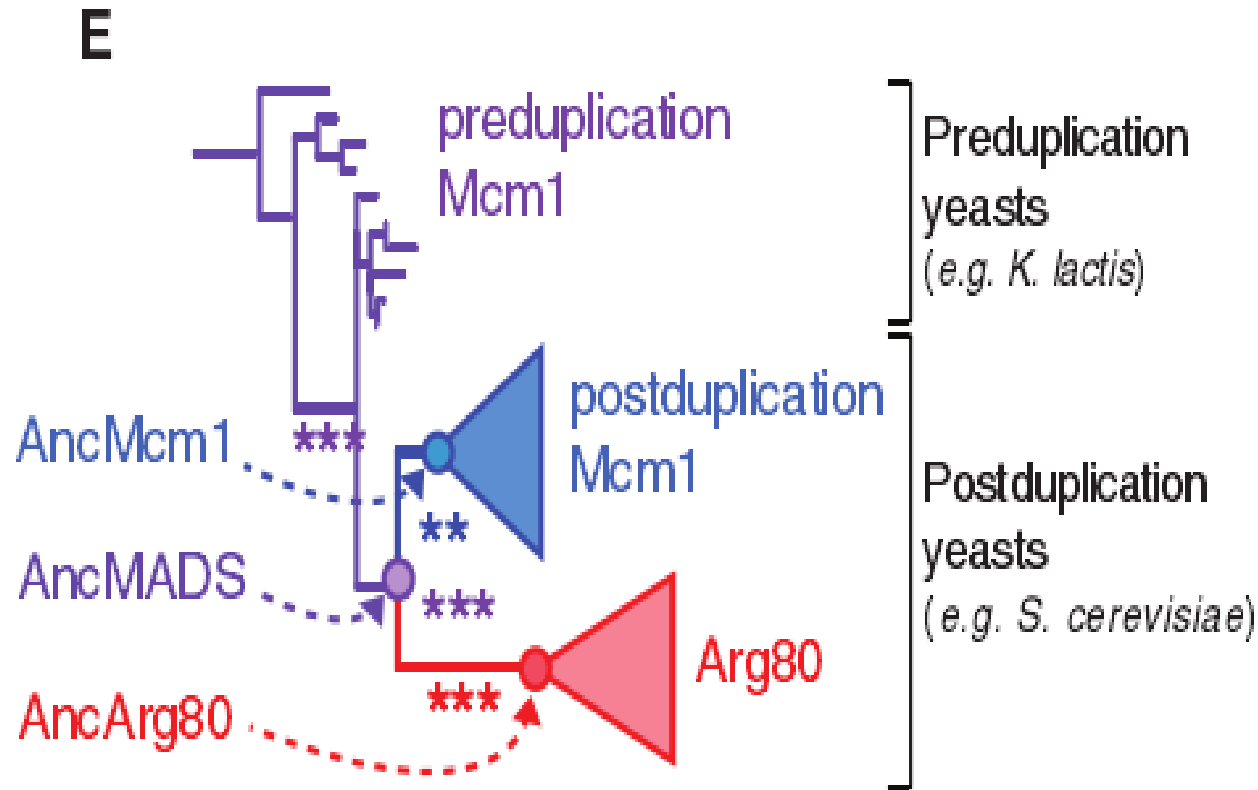 E
preduplication
Mcm1
Preduplication
yeasts
(e.g. K. lactis)
AncMcm1
***
postduplication
Mcm1
**
AncMADS
***
Postduplication
yeasts
(e.g. S. cerevisiae)
Arg80
***
AncArg80